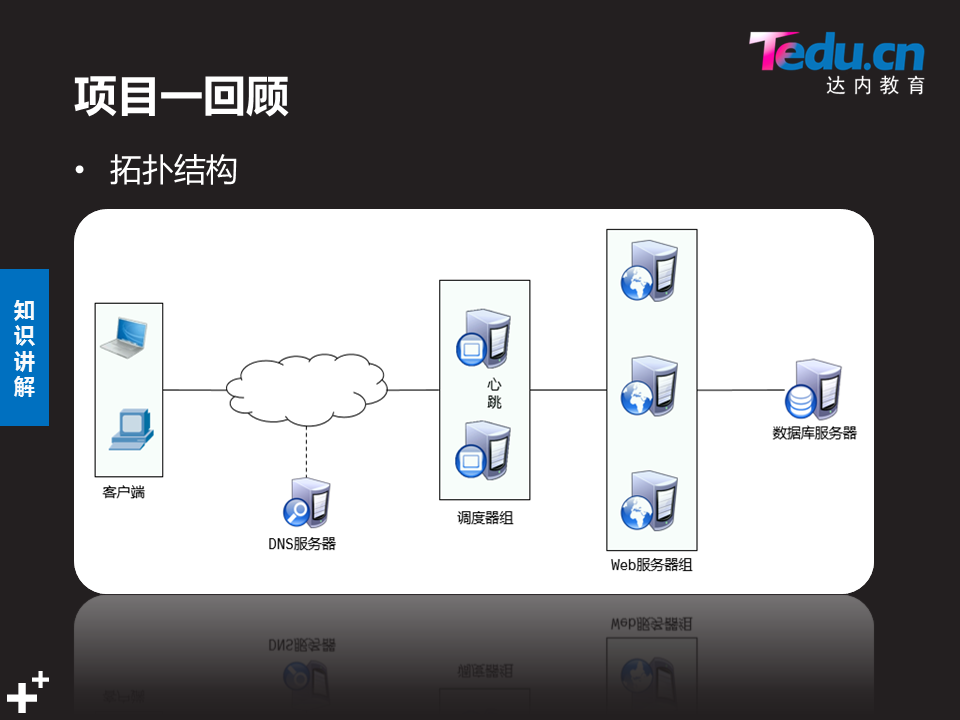 Tedu.cn
达内教育
项目一回顾
• 拓扑结构
知识讲解
心跳
客户端
DNS服务器
调度器组
Web服务器组
数据库服务器